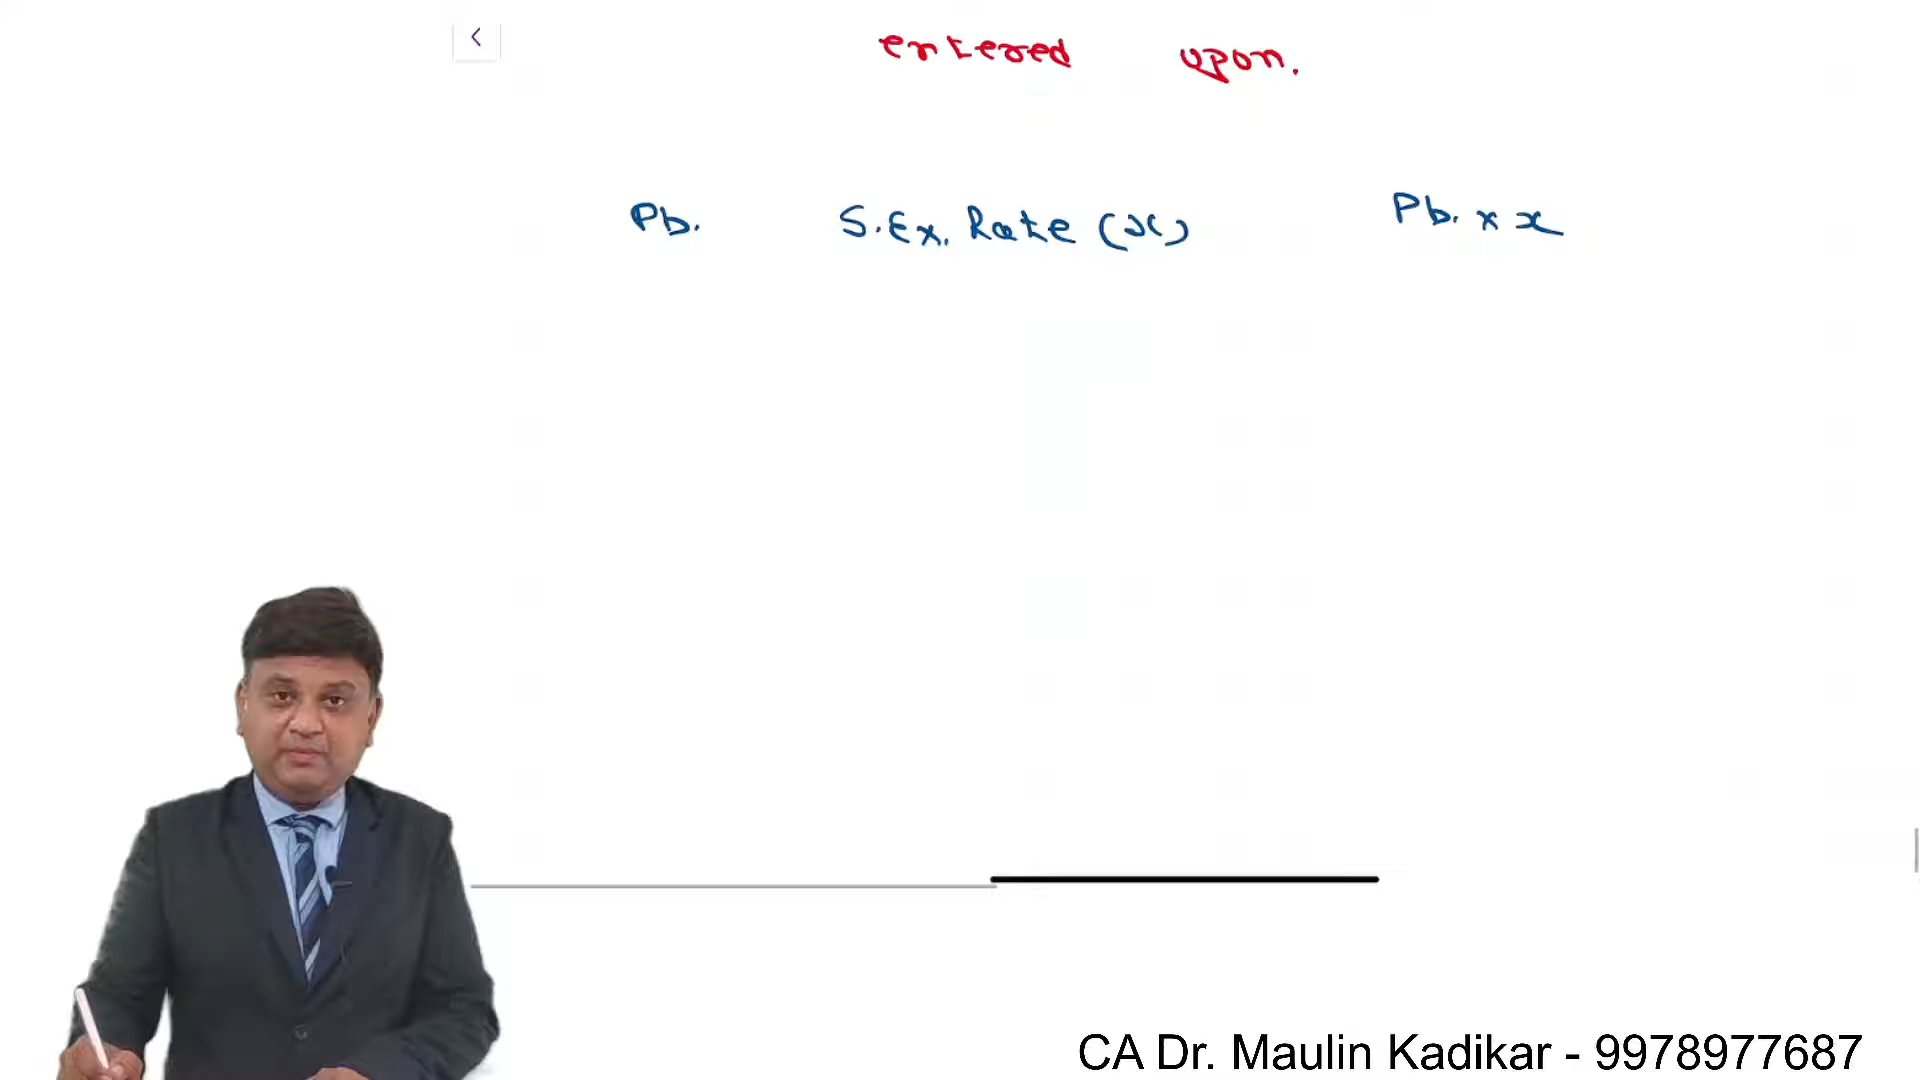 entered upon.
Pb. S.Ex. Rate (x) Pb. x x
CA Dr. Maulin Kadikar - 9978977687